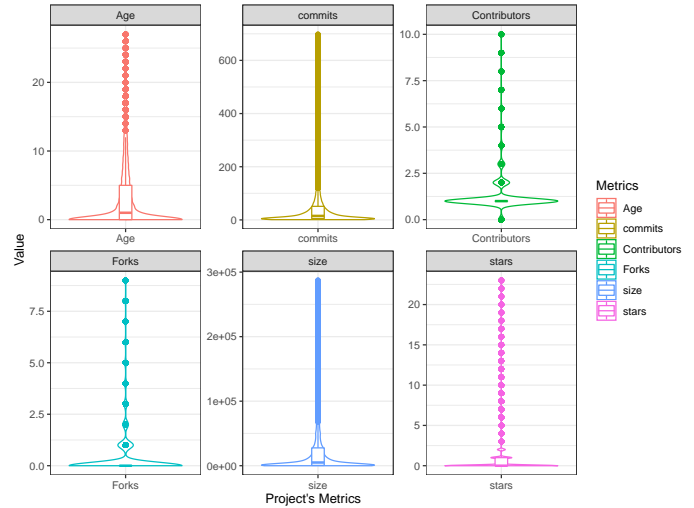 Age
commits
Contributors
20
10
0
600
400
200
0
10.0
7.5
5.0
2.5
0.0
Age
commits
Contributors
Value
Forks
size
stars
7.5
5.0
2.5
0.0
3e+05
2e+05
1e+05
0e+00
20
15
10
5
0
Forks
size
stars
Project's Metrics
Metrics
Age
commits
Contributors
Forks
size
stars